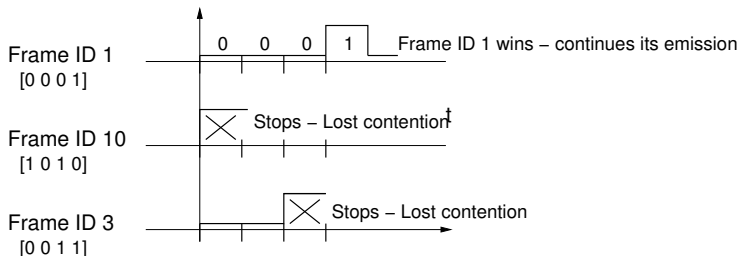 0 0 0 1 Frame ID 1 wins – continues its emission
Frame ID 1
[0 0 0 1]
Stops – Lost contention t
Frame ID 10
[1 0 1 0]
Stops – Lost contention
Frame ID 3
[0 0 1 1]